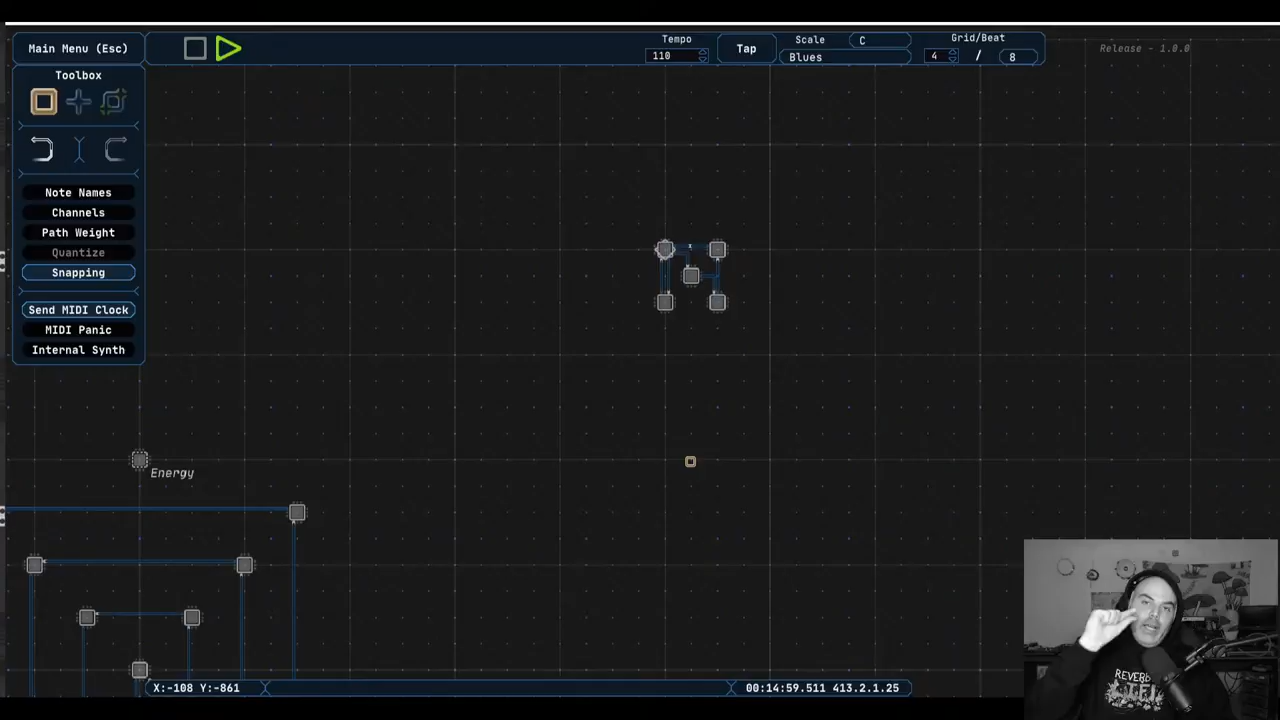 Main Menu (Esc)
Tempo
110
Tap
Scale
C
Blues
Grid/Beat
4 / 8
Release - 1.0.0
Toolbox
Note Names
Channels
Path Weight
Quantize
Snapping
Send MIDI Clock
MIDI Panic
Internal Synth
Energy
X:-108 Y:-861
00:14:59.511 413.2.1.25
REVERB